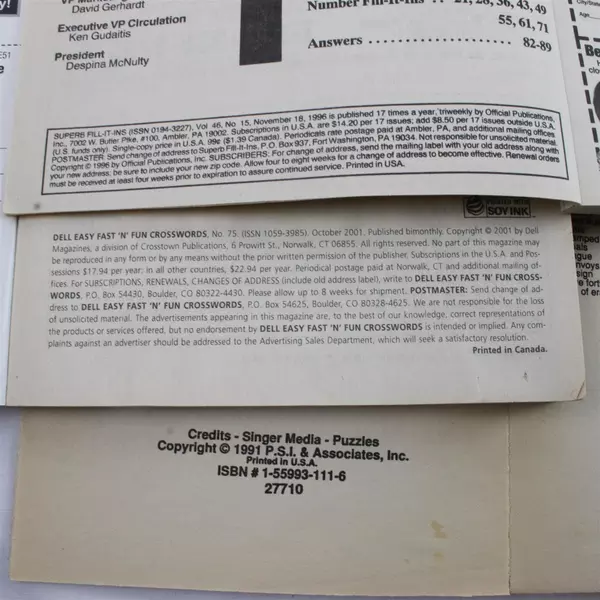 VP Mark
David Gerhardt
Executive VP Circulation
Ken Gudaitis
President
Despina McNulty
Number Fill-It-Ins . . 21, 28, 36, 43, 49
55, 61, 71
Answers . . . . . . . . . . . . . . . . . . . 82-89
SUPERB FILL-IT-INS (ISSN 0194-3227), Vol 46, No. 15, November 18, 1996 is published 17 times a year, triweekly by Official Publications,
Inc., 7002 W. Butler Pike, #100, Ambler, PA 19002. Subscriptions in U.S.A. are $14.20 per 17 issues; add $8.50 per 17 issues outside U.S.A.
(U.S. funds only). Single-copy price in U.S.A. 99¢ ($1.39 Canada). Periodicals rate postage paid at Ambler, PA, and additional mailing offices.
POSTMASTER: Send change of address to Superb Fill-It-Ins, P.O. Box 937, Fort Washington, PA 19034. Not responsible for unsolicited material.
Copyright © 1996 by Official Publications, Inc. SUBSCRIBERS: For change of address, send the mailing label with your old address along with
your new address, be sure to include your new zip code. Allow four to eight weeks for a change of address to become effective. Renewal orders
must be received at least four weeks prior to expiration to assure continued service. Printed in U.S.A.
SOY INK
DELL EASY FAST 'N' FUN CROSSWORDS, No. 75. (ISSN 1059-3985). October 2001. Published bimonthly. Copyright © 2001 by Dell
Magazines, a division of Crosstown Publications, 6 Prowitt St., Norwalk, CT 06855. All rights reserved. No part of this magazine may
be reproduced in any form or by any means without the prior written permission of the publisher. Subscriptions in the U.S.A. and Pos-
sessions $17.94 per year. In all other countries, $22.94 per year. Periodical postage paid at Norwalk, CT and additional mailing of-
fices. For SUBSCRIPTIONS, RENEWALS, CHANGES OF ADDRESS (include old address label), write to DELL EASY FAST 'N' FUN CROSS-
WORDS, P.O. Box 54430, Boulder, CO 80322-4430. Please allow up to 8 weeks for shipment. POSTMASTER: Send change of ad-
dress to DELL EASY FAST 'N' FUN CROSSWORDS, P.O. Box 54625, Boulder, CO 80328-4625. We are not responsible for the loss
of unsolicited material. The advertisements appearing in this magazine are, to the best of our knowledge, correct representations of
the products or services offered, but no endorsement by DELL EASY FAST 'N' FUN CROSSWORDS is intended or implied. Any com-
plaints against an advertiser should be addressed to the Advertising Sales Department, which will seek a satisfactory resolution.
Printed in Canada.
4
Credits - Singer Media - Puzzles
Copyright © 1991 P.S.I. & Associates, Inc.
Printed in U.S.A.
ISBN # 1-55993-111-6
27710